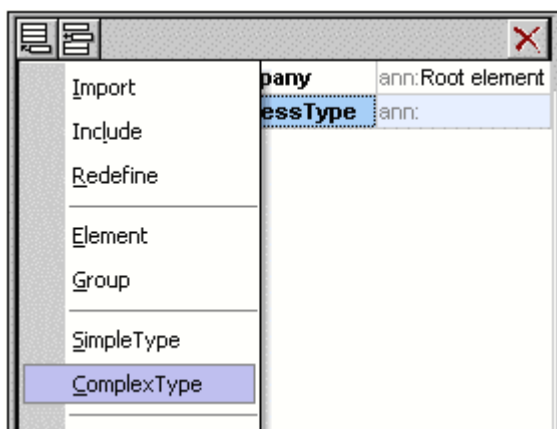 Import
pany ann:Root element
Include
essType ann:
Redefine
Element
Group
SimpleType
ComplexType